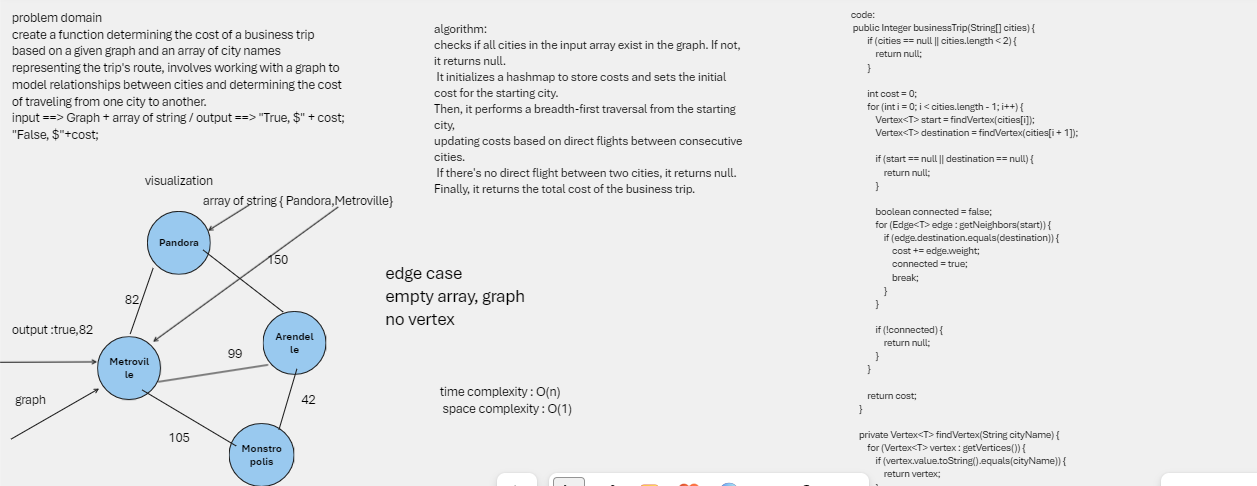 problem domain
create a function determining the cost of a business trip
based on a given graph and an array of city names
representing the trip's route, involves working with a graph to
model relationships between cities and determining the cost
of traveling from one city to another.
input ==> Graph + array of string / output ==> "True, $" + cost;
"False, $"+cost;
visualization
array of string { Pandora,Metroville}
Pandora
150
82
output :true,82
Arendel
le
Metrovil
le
99
graph
42
105
Monstro
polis
algorithm:
checks if all cities in the input array exist in the graph. If not,
it returns null.
It initializes a hashmap to store costs and sets the initial
cost for the starting city.
Then, it performs a breadth-first traversal from the starting
city,
updating costs based on direct flights between consecutive
cities.
If there's no direct flight between two cities, it returns null.
Finally, it returns the total cost of the business trip.
edge case
empty array, graph
no vertex
time complexity : O(n)
space complexity : O(1)
code:
public Integer businessTrip(String[] cities) {
if (cities == null || cities.length < 2) {
return null;
}
int cost = 0;
for (int i = 0; i < cities.length - 1; i++) {
Vertex<T> start = findVertex(cities[i]);
Vertex<T> destination = findVertex(cities[i + 1]);
if (start == null || destination == null) {
return null;
}
boolean connected = false;
for (Edge<T> edge : getNeighbors(start)) {
if (edge.destination.equals(destination)) {
cost += edge.weight;
connected = true;
break;
}
}
if (!connected) {
return null;
}
}
return cost;
}
private Vertex<T> findVertex(String cityName) {
for (Vertex<T> vertex : getVertices()) {
if (vertex.value.toString().equals(cityName)) {
return vertex;